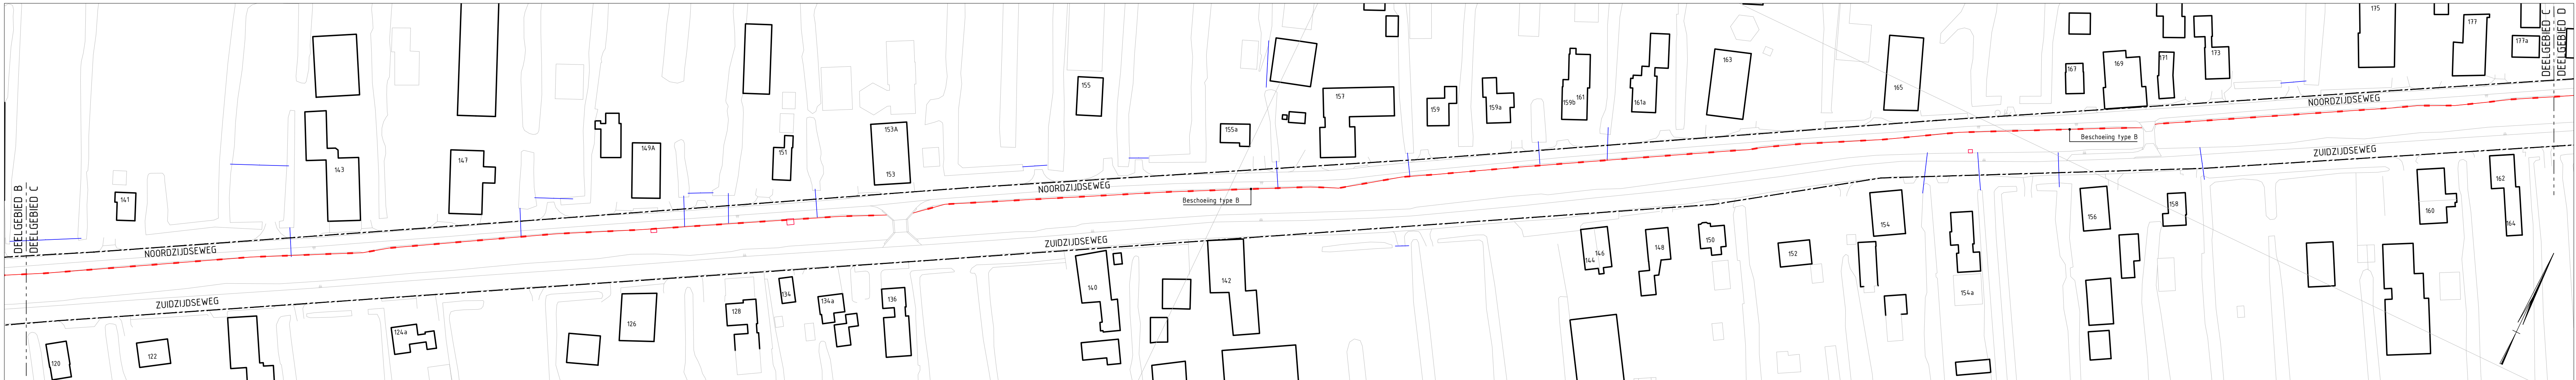 DEELGEBIED B
DEELGEBIED C
141
143
147
149A
151
153A
153
155
155a
157
159
159a
159b
161
161a
163
165
167
169
171
173
175
177
177a
DEELGEBIED C
DEELGEBIED D
NOORDZIJDSEWEG
NOORDZIJDSEWEG
NOORDZIJDSEWEG
Beschoeiing type B
Beschoeiing type B
ZUIDZIJDSEWEG
ZUIDZIJDSEWEG
ZUIDZIJDSEWEG
120
122
124a
126
128
134
134a
136
140
142
144
146
148
150
152
154
154a
156
158
160
162
164